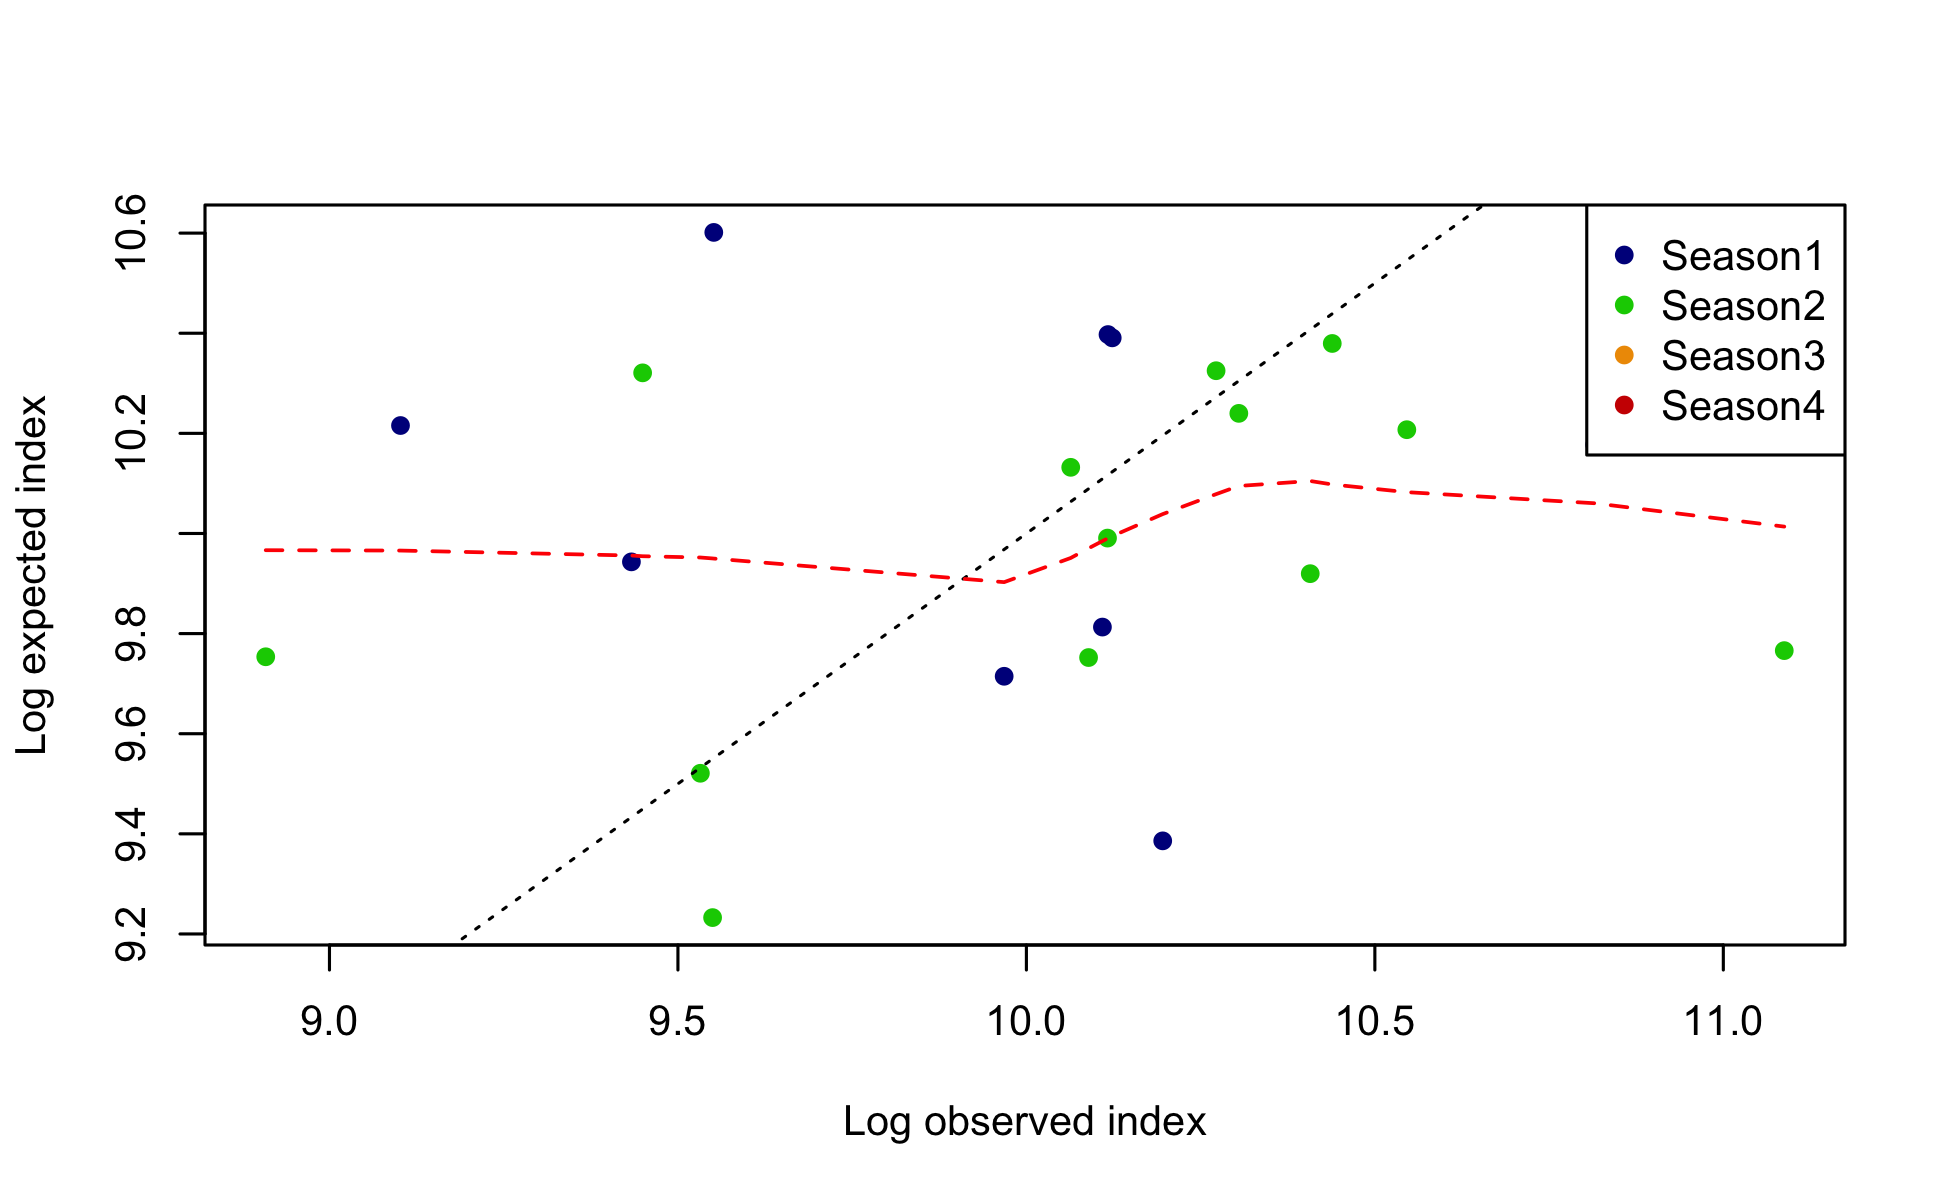 Log expected index
10.6
10.2
9.8
9.6
9.4
9.2
Season1
Season2
Season3
Season4
9.0 9.5 10.0 10.5 11.0
Log observed index